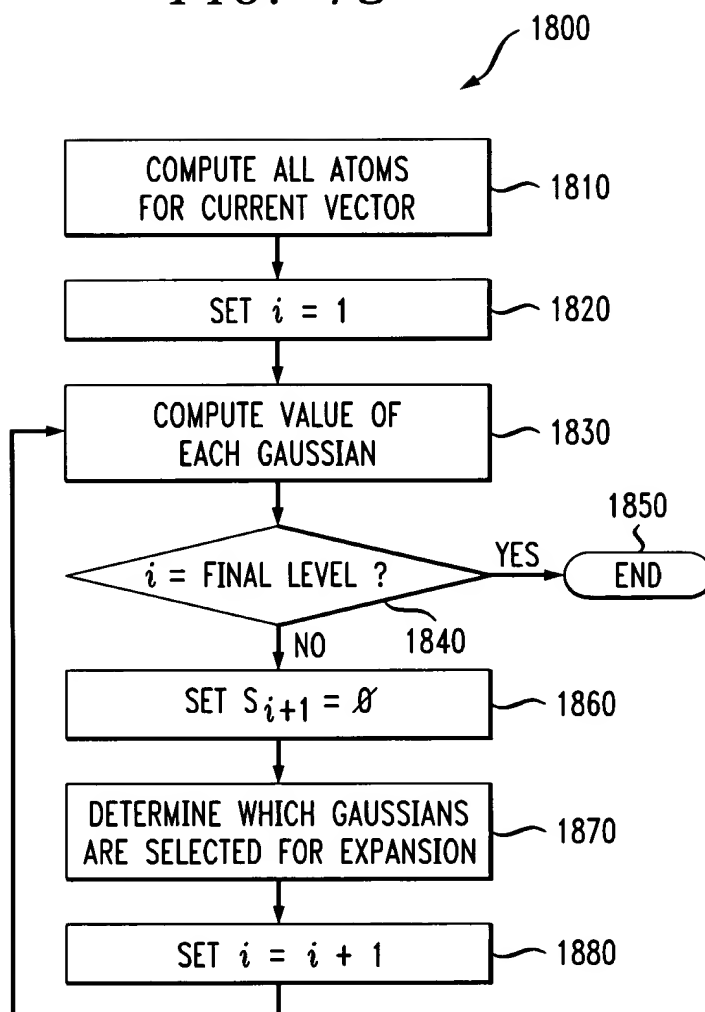 1800
COMPUTE ALL ATOMS
FOR CURRENT VECTOR
1810
SET i = 1
1820
COMPUTE VALUE OF
EACH GAUSSIAN
1830
i = FINAL LEVEL ?
1840
YES
1850
END
NO
SET S_{i+1} = ∅
1860
DETERMINE WHICH GAUSSIANS
ARE SELECTED FOR EXPANSION
1870
SET i = i + 1
1880